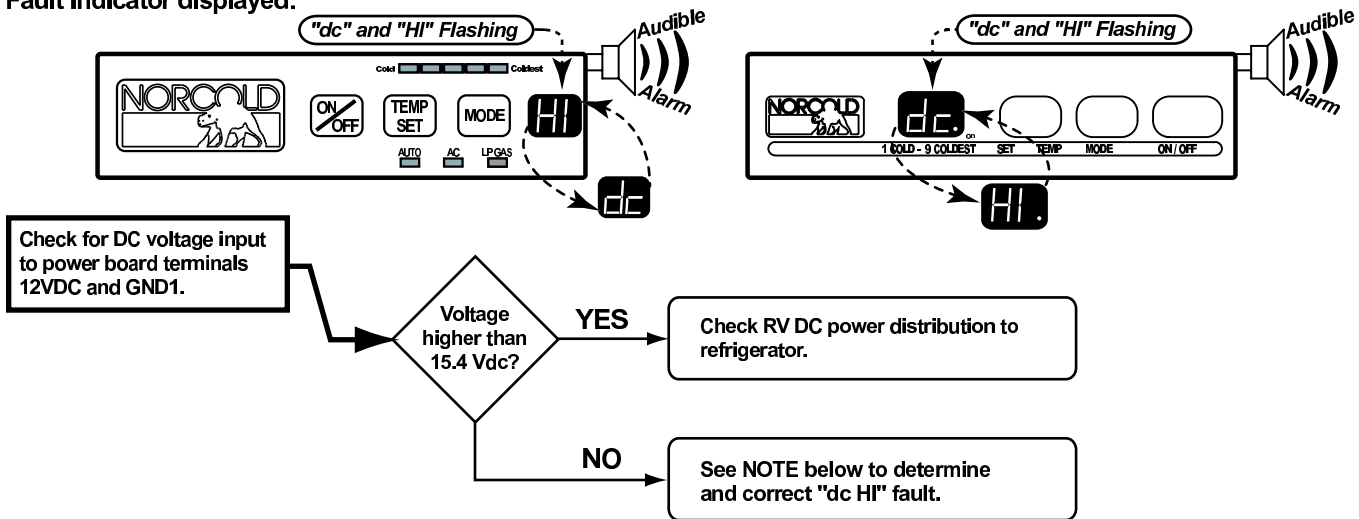 Fault Indicator displayed:
"dc" and "HI" Flashing
Audible
Alarm
Cold
Coldest
NORCOLD
ON/OFF
TEMP
SET
MODE
HI
AUTO
AC
LP GAS
dc
"dc" and "HI" Flashing
Audible
Alarm
NORCOLD
dc.
on
1 COLD - 9 COLDEST SET TEMP MODE ON / OFF
HI.
Check for DC voltage input
to power board terminals
12VDC and GND1.
Voltage
higher than
15.4 Vdc?
YES
Check RV DC power distribution to
refrigerator.
NO
See NOTE below to determine
and correct "dc HI" fault.